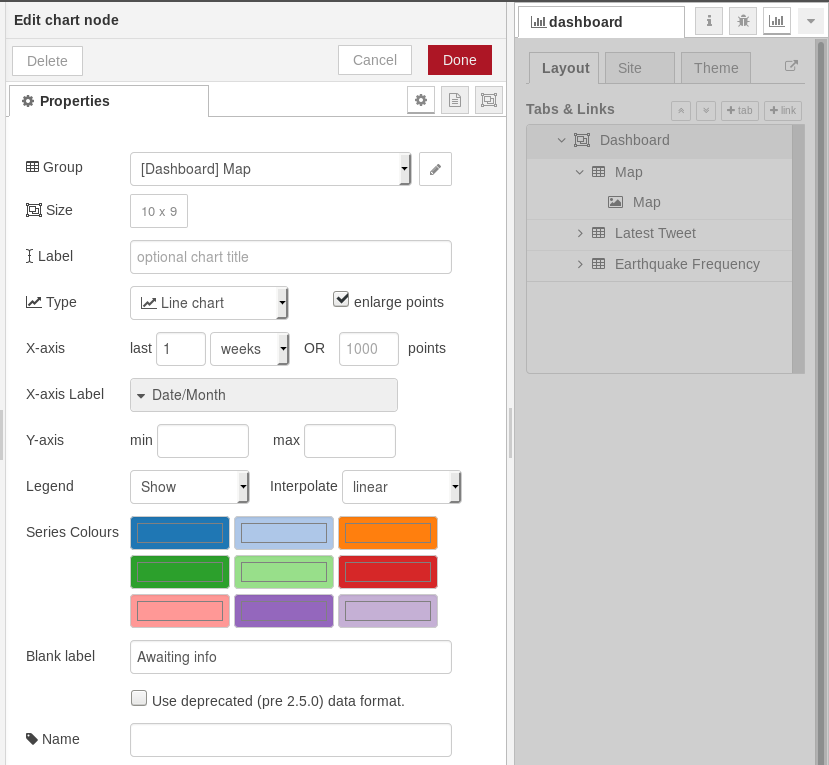 Edit chart node
Delete
Cancel
Done
Properties
Group
[Dashboard] Map
Size
10 x 9
Label
optional chart title
Type
Line chart
enlarge points
X-axis
last
1
weeks
OR
1000
points
X-axis Label
Date/Month
Y-axis
min
max
Legend
Show
Interpolate
linear
Series Colours
Blank label
Awaiting info
Use deprecated (pre 2.5.0) data format.
Name
dashboard
i
Layout
Site
Theme
Tabs & Links
+ tab
+ link
Dashboard
Map
Map
Latest Tweet
Earthquake Frequency